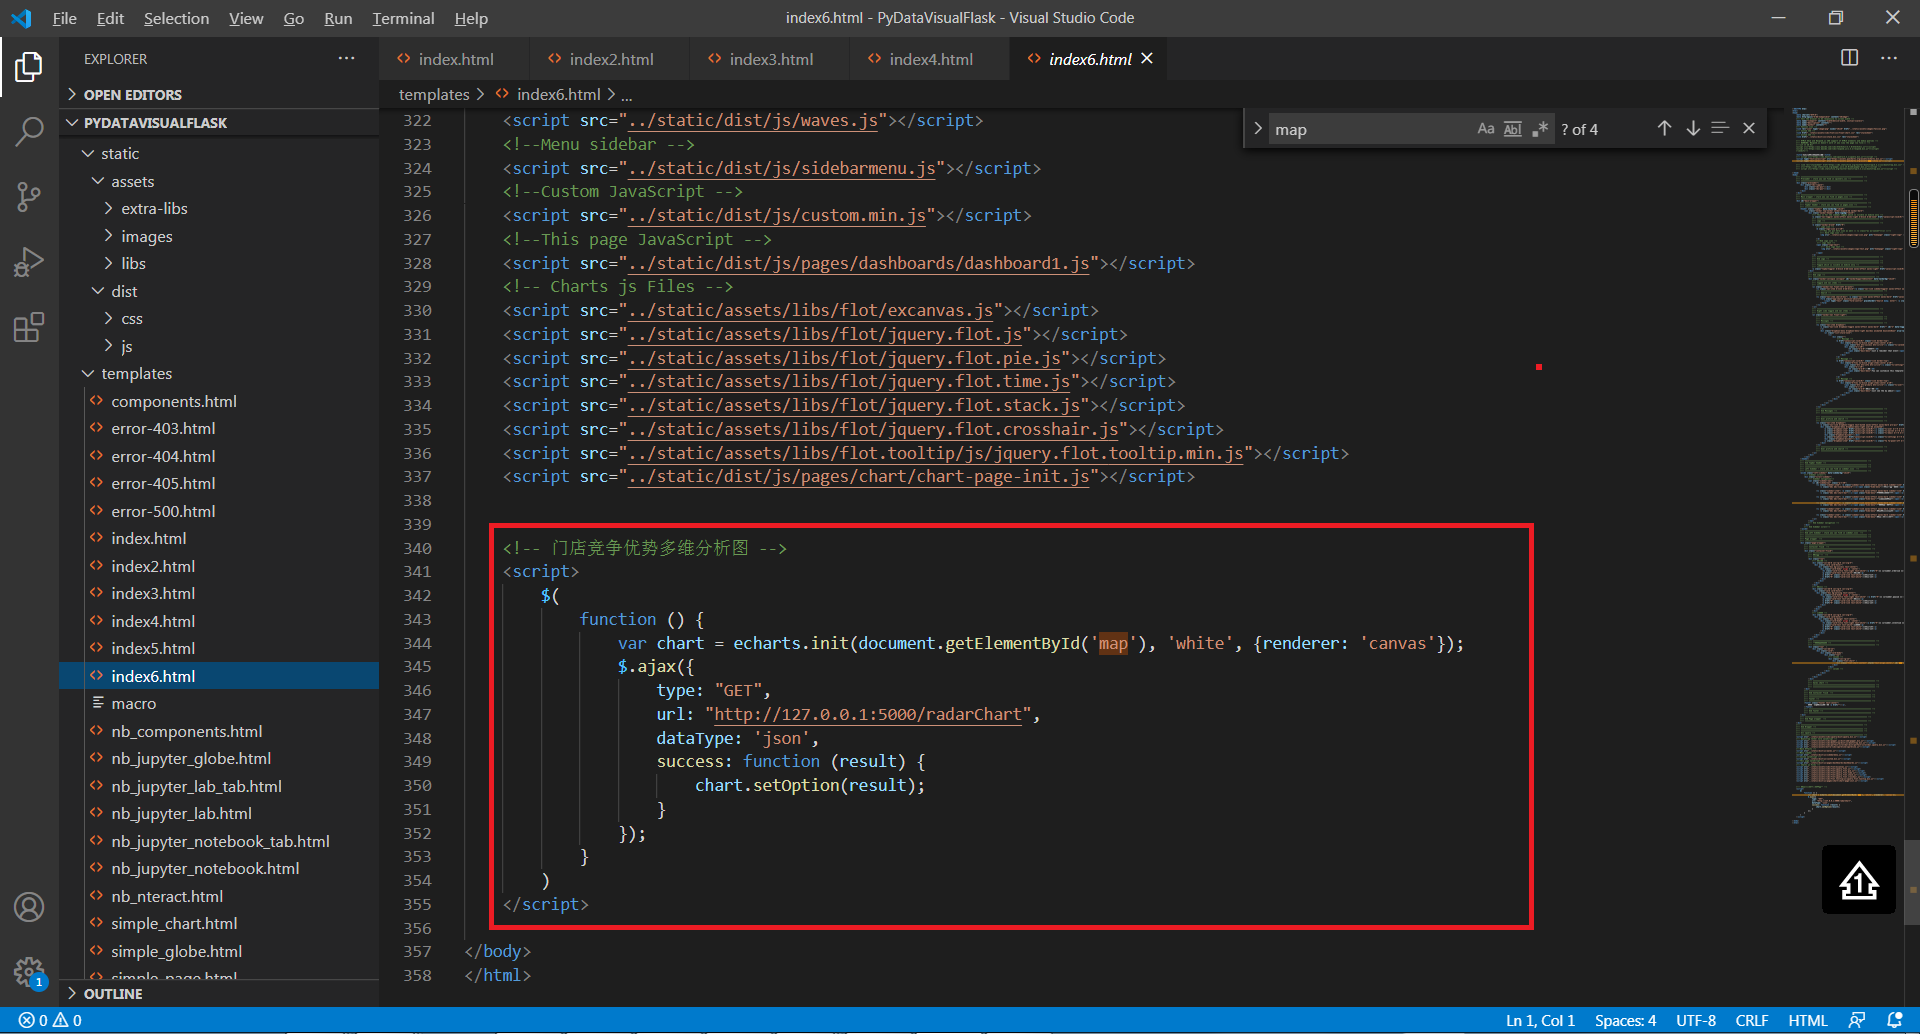 File Edit Selection View Go Run Terminal Help
index6.html - PyDataVisualFlask - Visual Studio Code
EXPLORER
index.html
index2.html
index3.html
index4.html
index6.html
OPEN EDITORS
PYDATAVISUALFLASK
static
assets
extra-libs
images
libs
dist
css
js
templates
components.html
error-403.html
error-404.html
error-405.html
error-500.html
index.html
index2.html
index3.html
index4.html
index5.html
index6.html
macro
nb_components.html
nb_jupyter_globe.html
nb_jupyter_lab_tab.html
nb_jupyter_lab.html
nb_jupyter_notebook_tab.html
nb_jupyter_notebook.html
nb_nteract.html
simple_chart.html
simple_globe.html
simple_page.html
OUTLINE
templates > index6.html > ...
map Aa Abl .* ? of 4
322 <script src="../static/dist/js/waves.js"></script>
323 <!--Menu sidebar -->
324 <script src="../static/dist/js/sidebarmenu.js"></script>
325 <!--Custom JavaScript -->
326 <script src="../static/dist/js/custom.min.js"></script>
327 <!--This page JavaScript -->
328 <script src="../static/dist/js/pages/dashboards/dashboard1.js"></script>
329 <!-- Charts js Files -->
330 <script src="../static/assets/libs/flot/excanvas.js"></script>
331 <script src="../static/assets/libs/flot/jquery.flot.js"></script>
332 <script src="../static/assets/libs/flot/jquery.flot.pie.js"></script>
333 <script src="../static/assets/libs/flot/jquery.flot.time.js"></script>
334 <script src="../static/assets/libs/flot/jquery.flot.stack.js"></script>
335 <script src="../static/assets/libs/flot/jquery.flot.crosshair.js"></script>
336 <script src="../static/assets/libs/flot.tooltip/js/jquery.flot.tooltip.min.js"></script>
337 <script src="../static/dist/js/pages/chart/chart-page-init.js"></script>
338
339
340 <!-- 门店竞争优势多维分析图 -->
341 <script>
342 $(
343 function () {
344 var chart = echarts.init(document.getElementById('map'), 'white', {renderer: 'canvas'});
345 $.ajax({
346 type: "GET",
347 url: "http://127.0.0.1:5000/radarChart",
348 dataType: 'json',
349 success: function (result) {
350 chart.setOption(result);
351 }
352 });
353 }
354 )
355 </script>
356
357 </body>
358 </html>
1
1
0 0
Ln 1, Col 1 Spaces: 4 UTF-8 CRLF HTML